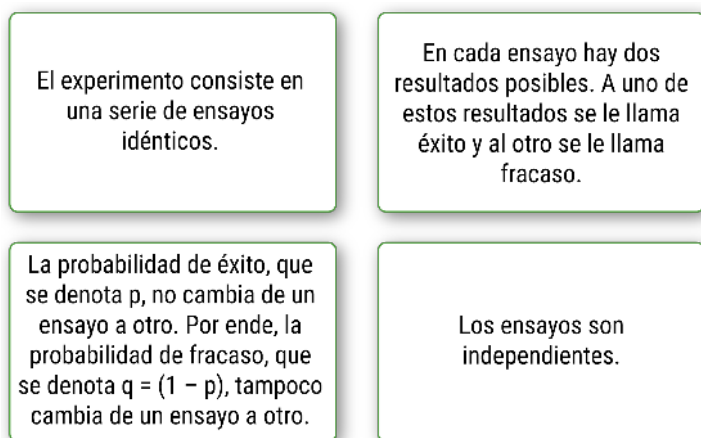 El experimento consiste en
una serie de ensayos
idénticos.
En cada ensayo hay dos
resultados posibles. A uno de
estos resultados se le llama
éxito y al otro se le llama
fracaso.
La probabilidad de éxito, que
se denota p, no cambia de un
ensayo a otro. Por ende, la
probabilidad de fracaso, que
se denota q = (1 – p), tampoco
cambia de un ensayo a otro.
Los ensayos son
independientes.